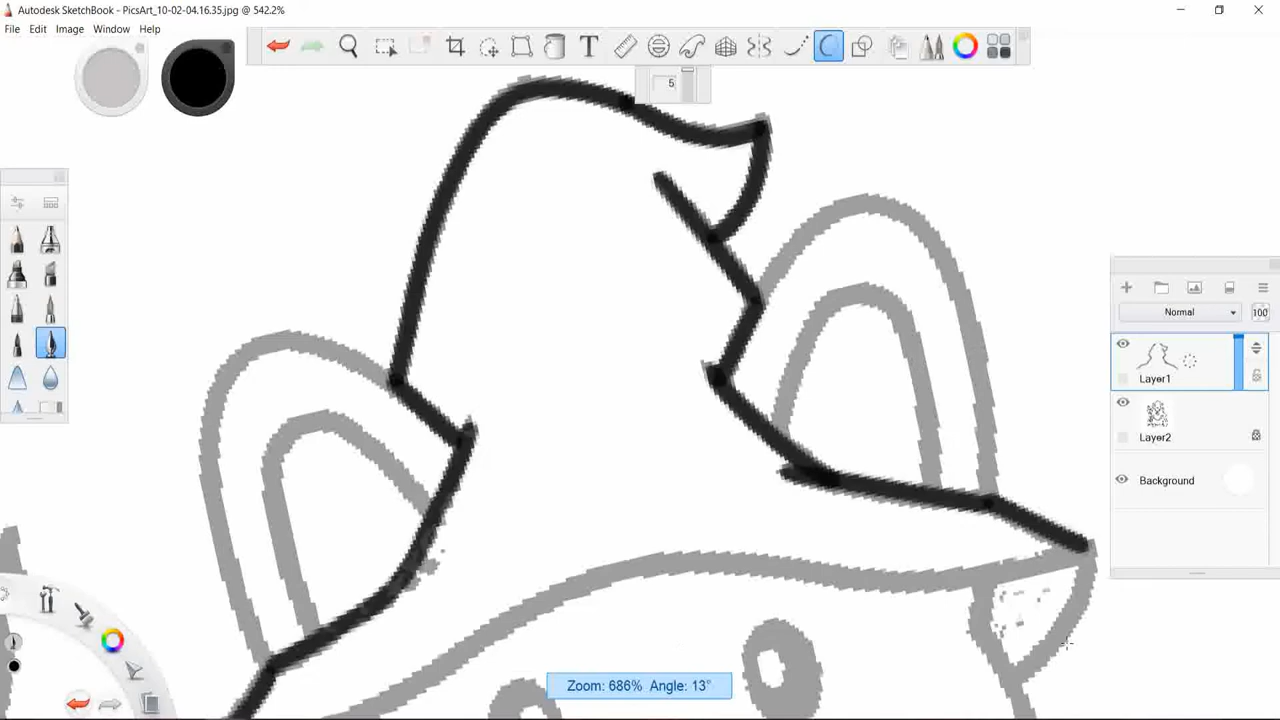 Autodesk SketchBook - PicsArt_10-02-04.16.35.jpg @ 542.2%
File Edit Image Window Help
5
Normal
100
Layer1
Layer2
Background
Zoom: 686% Angle: 13°